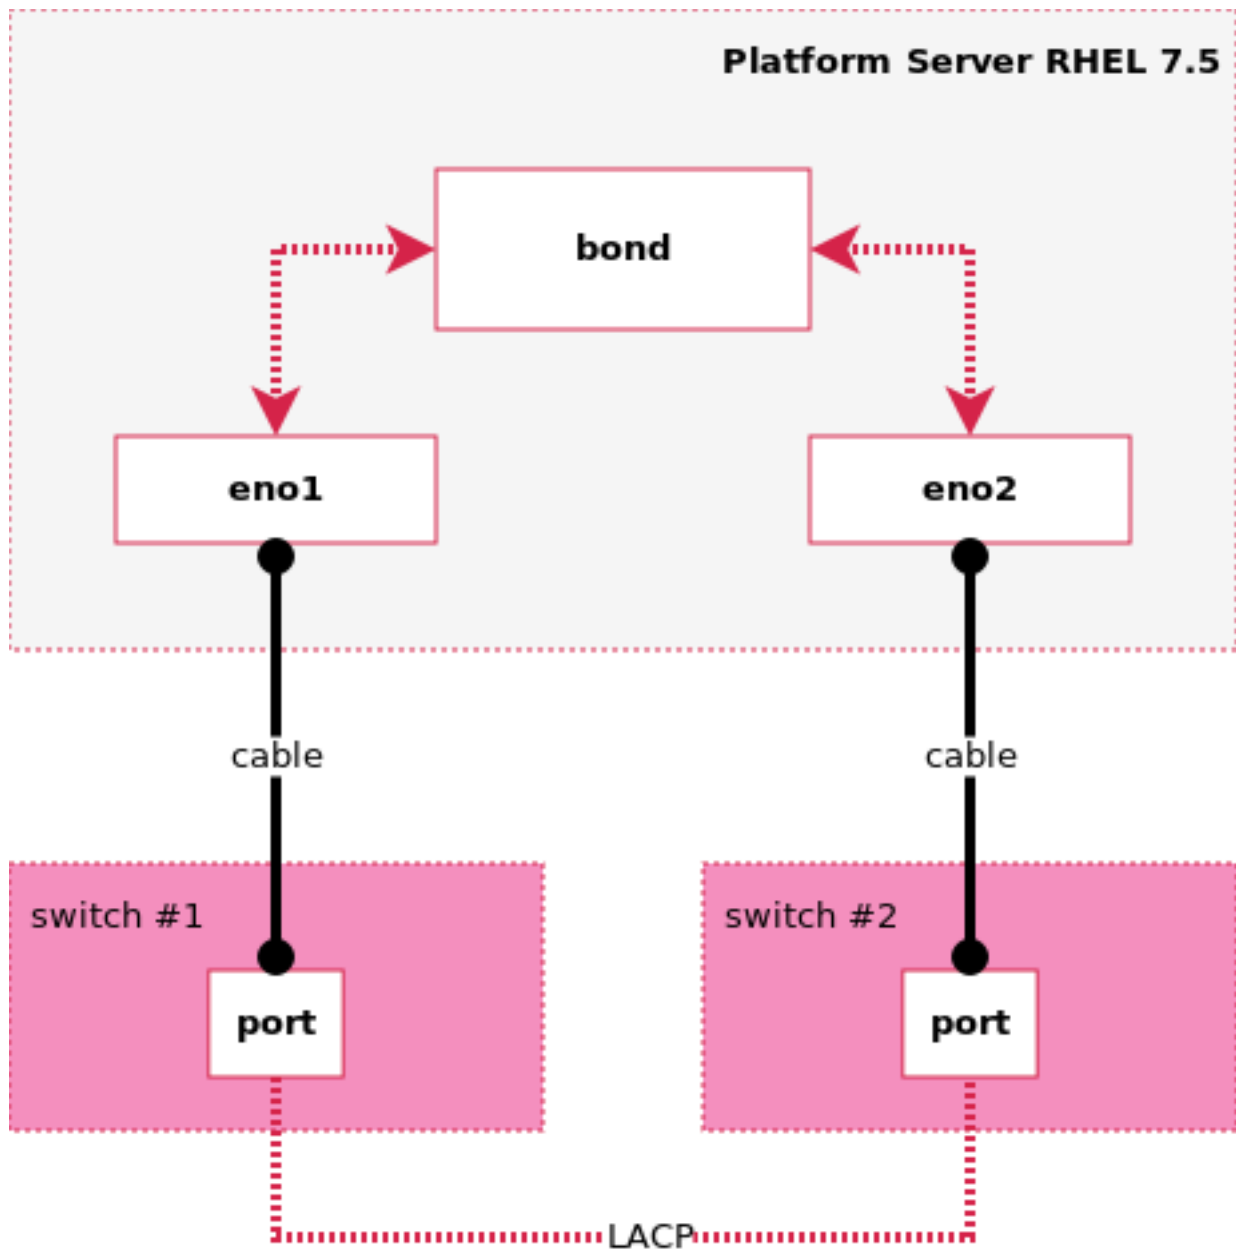 Platform Server RHEL 7.5
bond
eno1
eno2
cable
cable
switch #1
switch #2
port
port
LACP